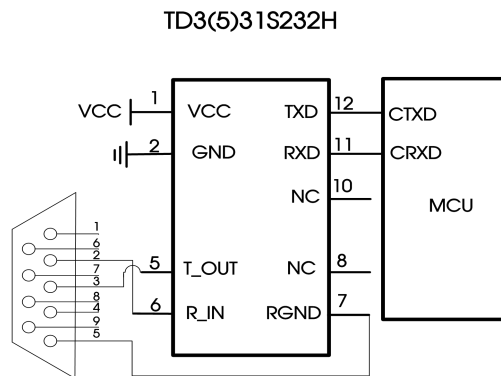 TD3(5)31S232H
VCC 1 VCC TXD 12 CTXD
2 GND RXD 11 CRXD
NC 10
MCU
1
6
2
7
3
8
4
9
5
5 T_OUT NC 8
6 R_IN RGND 7